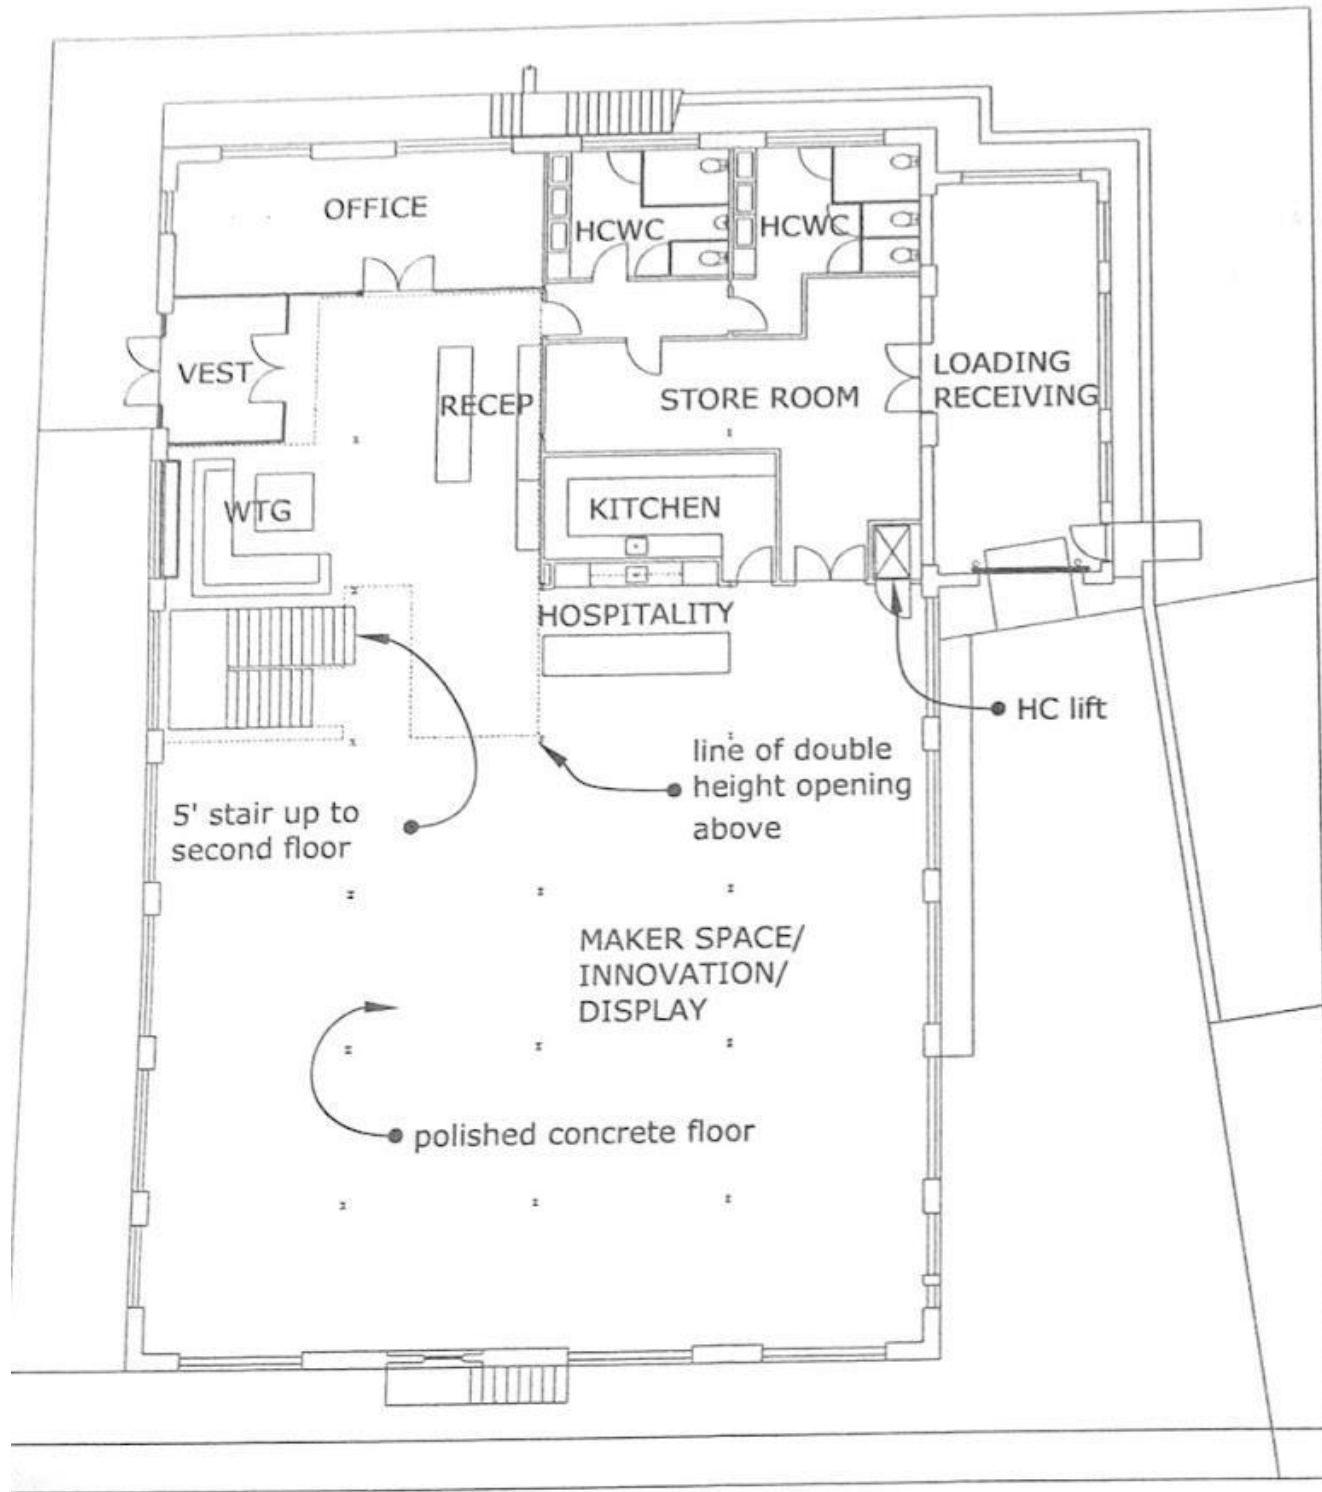 OFFICE
HCWC
HCWC
VEST
RECEP
STORE ROOM
LOADING
RECEIVING
WTG
KITCHEN
HOSPITALITY
HC lift
line of double
height opening
above
5' stair up to
second floor
MAKER SPACE/
INNOVATION/
DISPLAY
polished concrete floor